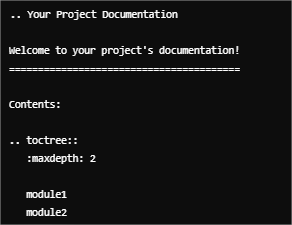 .. Your Project Documentation
Welcome to your project's documentation!
========================================
Contents:
.. toctree::
:maxdepth: 2
module1
module2